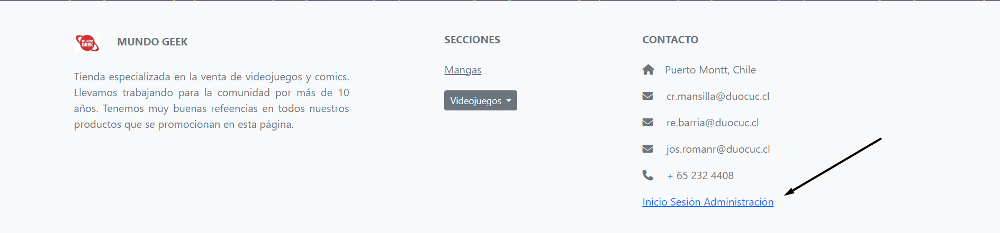 MUNDO GEEK
MUNDO GEEK
Tienda especializada en la venta de videojuegos y comics.
Llevamos trabajando para la comunidad por más de 10
años. Tenemos muy buenas refeencias en todos nuestros
productos que se promocionan en esta página.
SECCIONES
Mangas
Videojuegos
CONTACTO
Puerto Montt, Chile
cr.mansilla@duocuc.cl
re.barria@duocuc.cl
jos.romanr@duocuc.cl
+ 65 232 4408
Inicio Sesión Administración